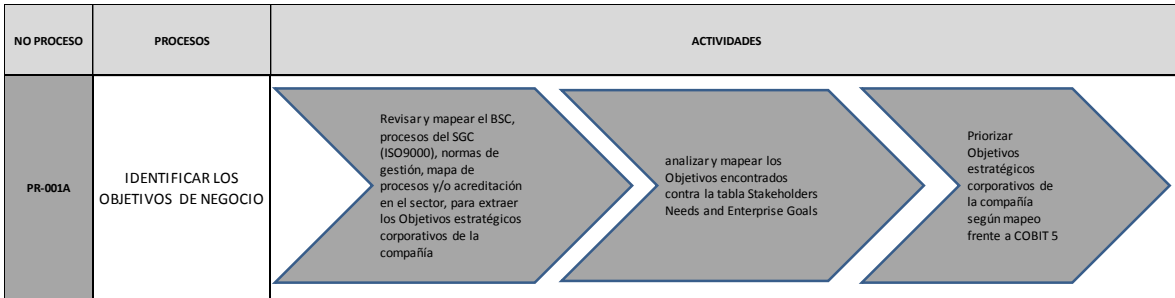 NO PROCESO
PROCESOS
ACTIVIDADES
PR-001A
IDENTIFICAR LOS
OBJETIVOS DE NEGOCIO
Revisar y mapear el BSC,
procesos del SGC
(ISO9000), normas de
gestión, mapa de
procesos y/o acreditación
en el sector, para extraer
los Objetivos estratégicos
corporativos de la
compañía
analizar y mapear los
Objetivos encontrados
contra la tabla Stakeholders
Needs and Enterprise Goals
Priorizar
Objetivos
estratégicos
corporativos de
la compañía
según mapeo
frente a COBIT 5